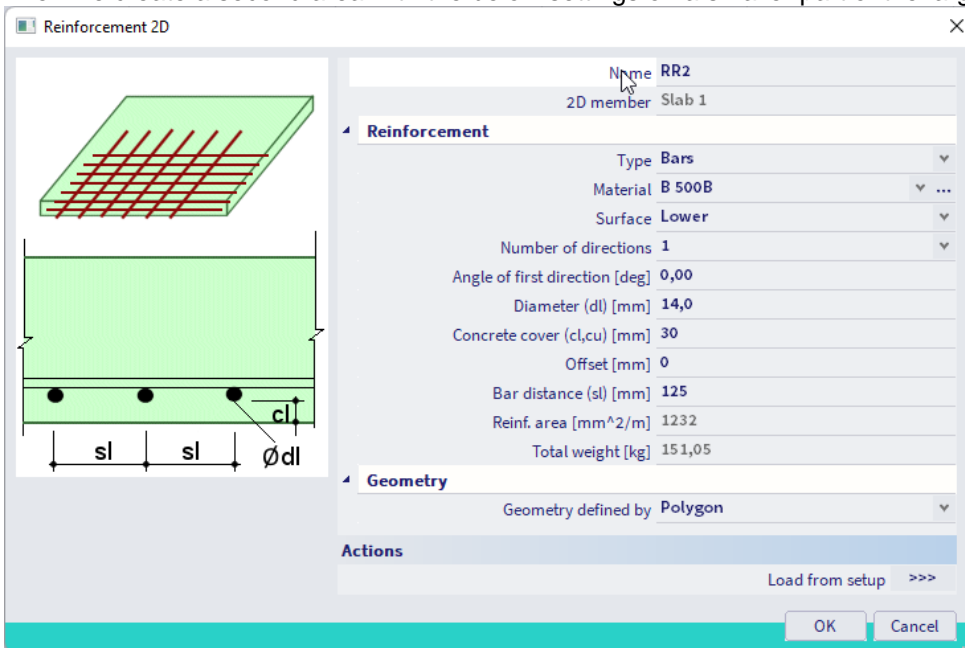 Reinforcement 2D
Name RR2
2D member Slab 1
Reinforcement
Type Bars
Material B 500B ...
Surface Lower
Number of directions 1
Angle of first direction [deg] 0,00
Diameter (dl) [mm] 14,0
Concrete cover (cl,cu) [mm] 30
Offset [mm] 0
Bar distance (sl) [mm] 125
Reinf. area [mm^2/m] 1232
Total weight [kg] 151,05
Geometry
Geometry defined by Polygon
Actions
Load from setup >>>
OK Cancel
cl
sl sl Ødl